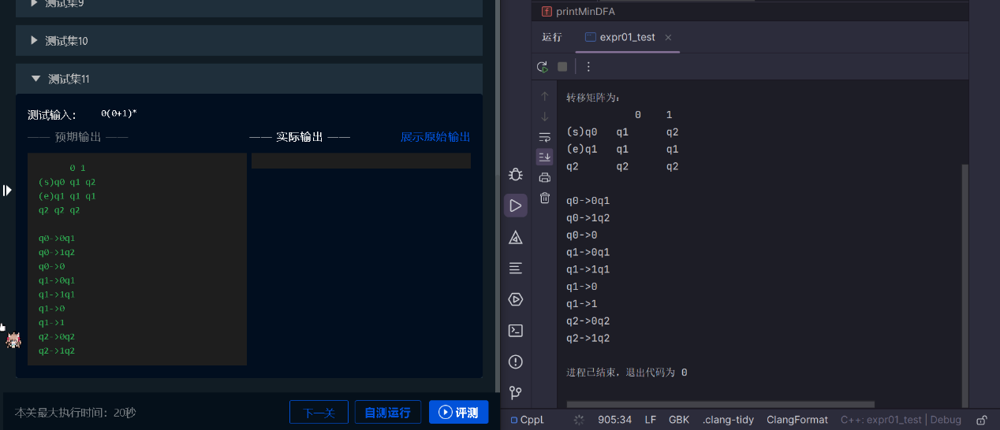 测试集9
测试集10
测试集11
测试输入： 0(0+1)*
—— 预期输出 ——
—— 实际输出 ——
展示原始输出
0 1
(s)q0 q1 q2
(e)q1 q1 q1
q2 q2 q2
q0->0q1
q0->1q2
q0->0
q1->0q1
q1->1q1
q1->0
q1->1
q2->0q2
q2->1q2
本关最大执行时间：20秒
下一关
自测运行
评测
printMinDFA
运行 expr01_test
转移矩阵为：
0 1
(s)q0 q1 q2
(e)q1 q1 q1
q2 q2 q2
q0->0q1
q0->1q2
q0->0
q1->0q1
q1->1q1
q1->0
q1->1
q2->0q2
q2->1q2
进程已结束，退出代码为 0
905:34 LF GBK .clang-tidy ClangFormat C++: expr01_test | Debug